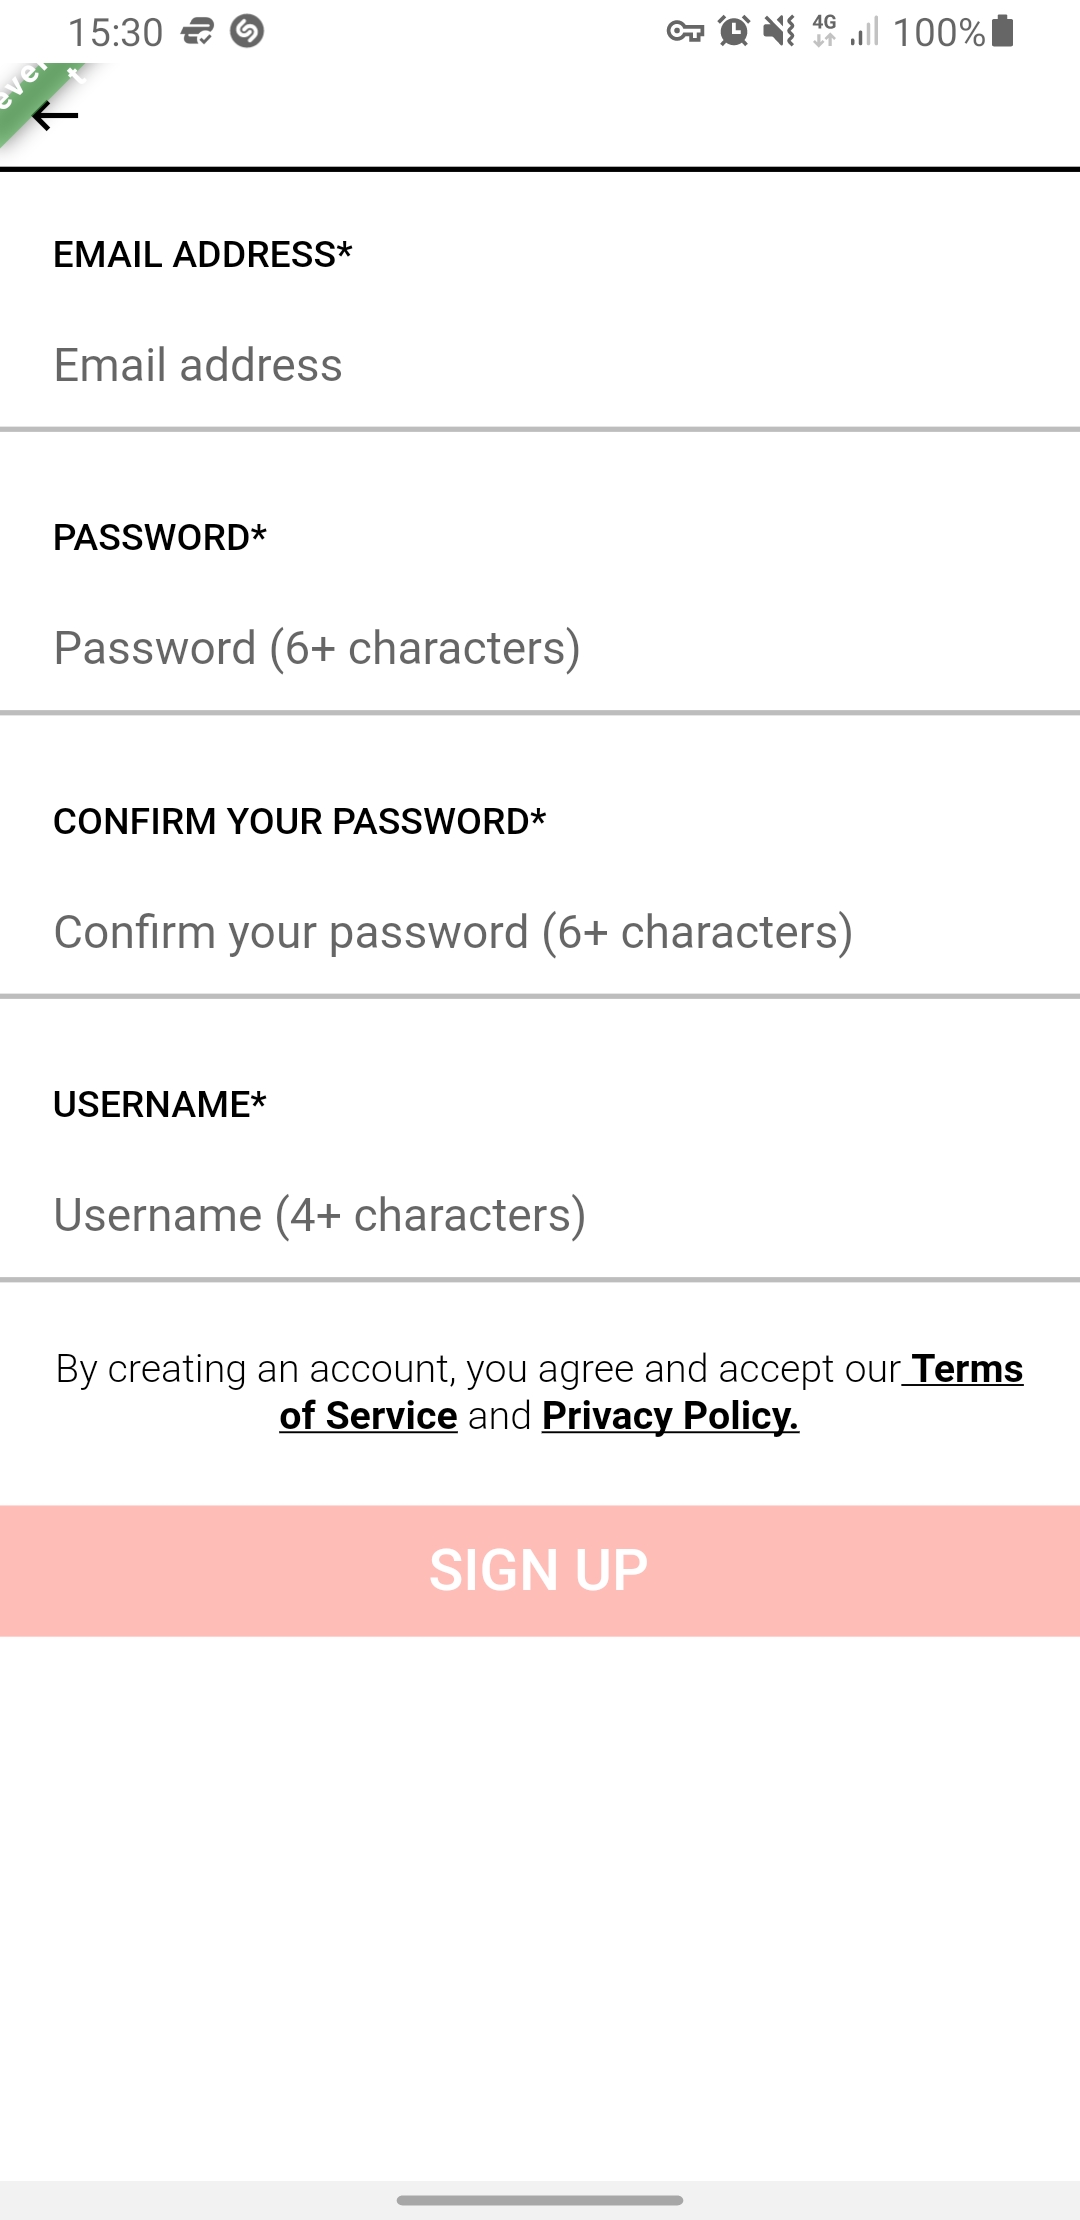 15:30 4G 100%
EMAIL ADDRESS*
Email address
PASSWORD*
Password (6+ characters)
CONFIRM YOUR PASSWORD*
Confirm your password (6+ characters)
USERNAME*
Username (4+ characters)
By creating an account, you agree and accept our Terms
of Service and Privacy Policy.
SIGN UP